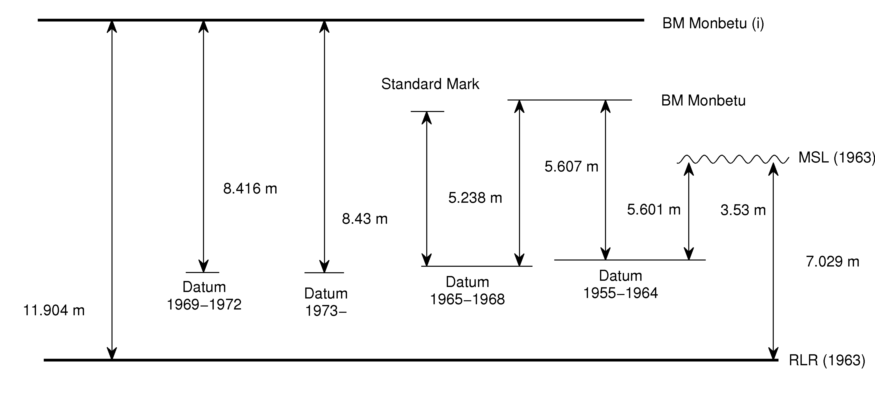 BM Monbetu (i)
Standard Mark
BM Monbetu
MSL (1963)
5.607 m
8.416 m
5.238 m
5.601 m
3.53 m
8.43 m
7.029 m
Datum
1969−1972
Datum
1973−
Datum
1965−1968
Datum
1955−1964
11.904 m
RLR (1963)